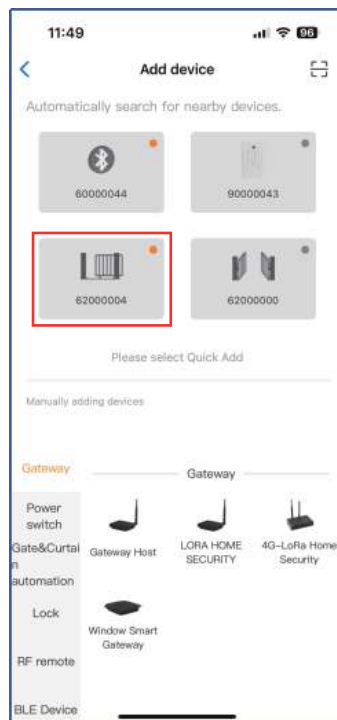 11:49
96
Add device
Automatically search for nearby devices.
60000044
90000043
62000004
62000000
Please select Quick Add
Manually adding devices
Gateway
Gateway
Power
switch
Gate&Curtai
n
automation
Lock
RF remote
BLE Device
Gateway Host
LORA HOME
SECURITY
4G-LoRa Home
Security
Window Smart
Gateway